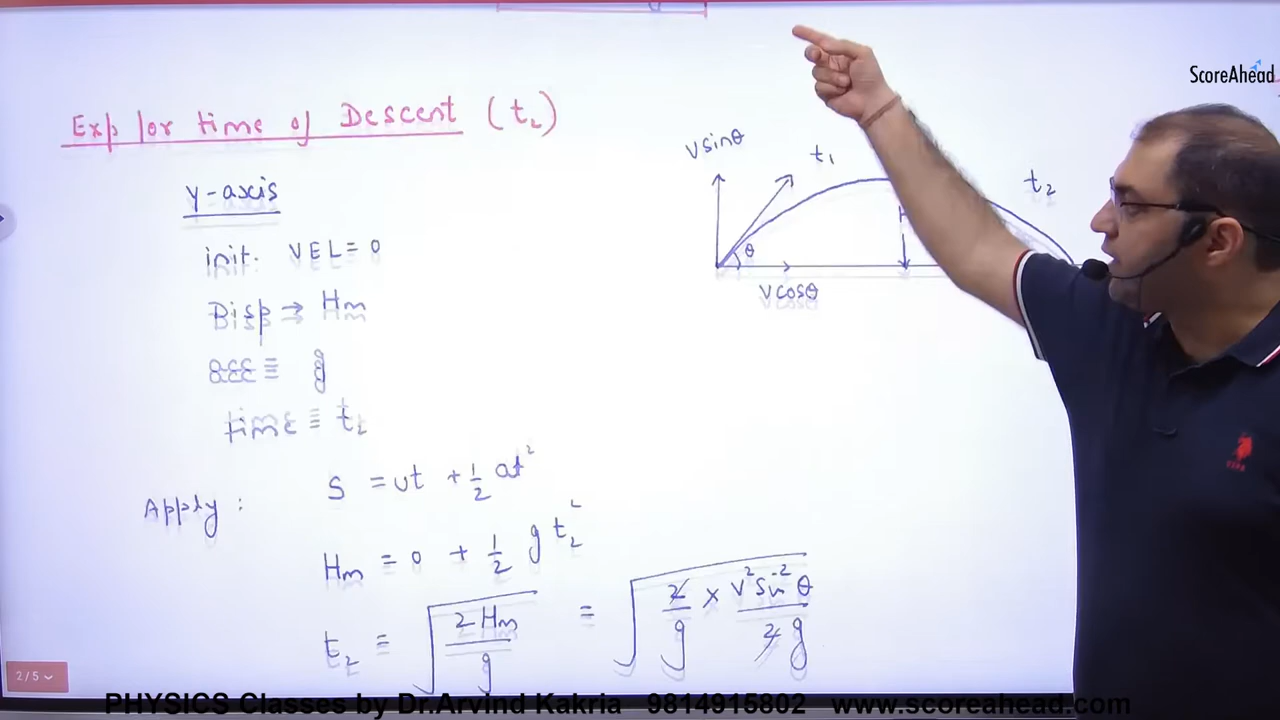 ScoreAhead
Exp for time of Descent (t₂)
y-axis
init. VEL = 0
Disp → Hm
acc ≡ g
time ≡ t₂
Apply : S = ut + ½ at²
Hm = 0 + ½ g t₂²
t₂ = √(2Hm/g) = √(2/g × v² sin² θ/2g)
vsinθ
t₁
t₂
H
θ
vcosθ
2 / 5
PHYSICS Classes by Dr.Arvind Kakria 9814915802 www.scoreahead.com